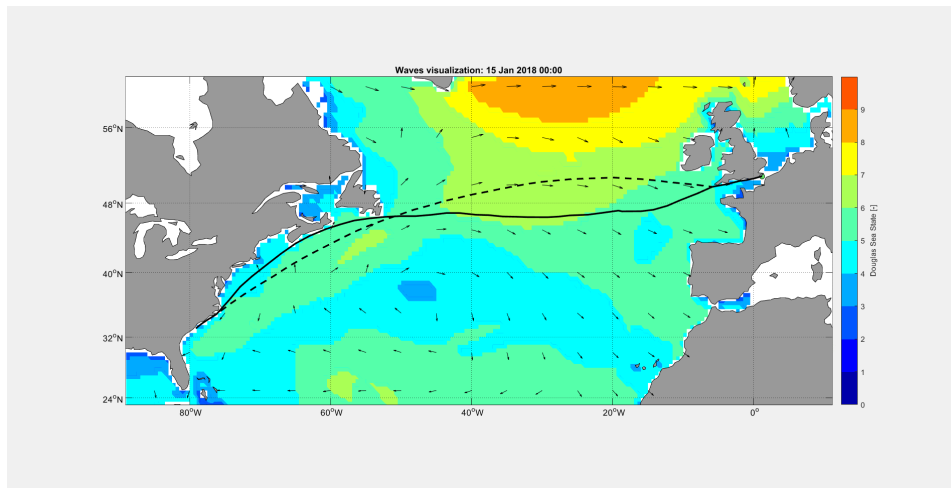 Waves visualization: 15 Jan 2018 00:00
56°N
48°N
40°N
32°N
24°N
80°W
60°W
40°W
20°W
0°
9
8
7
6
5
4
3
2
1
0
Douglas Sea State [-]